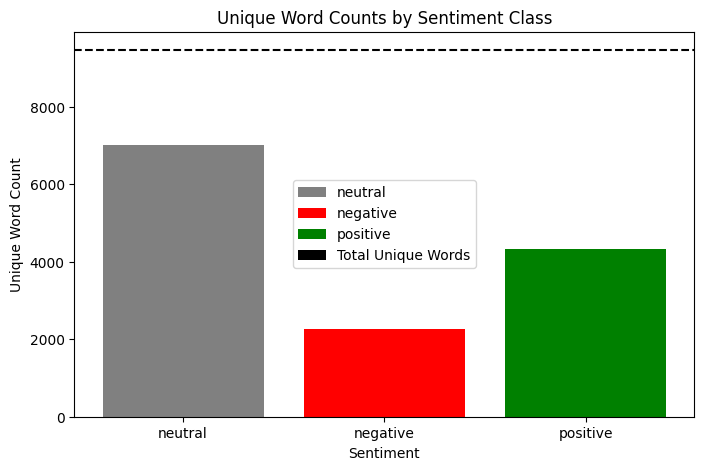 Unique Word Counts by Sentiment Class
Unique Word Count
8000
6000
4000
2000
0
neutral
negative
positive
Total Unique Words
neutral
negative
positive
Sentiment